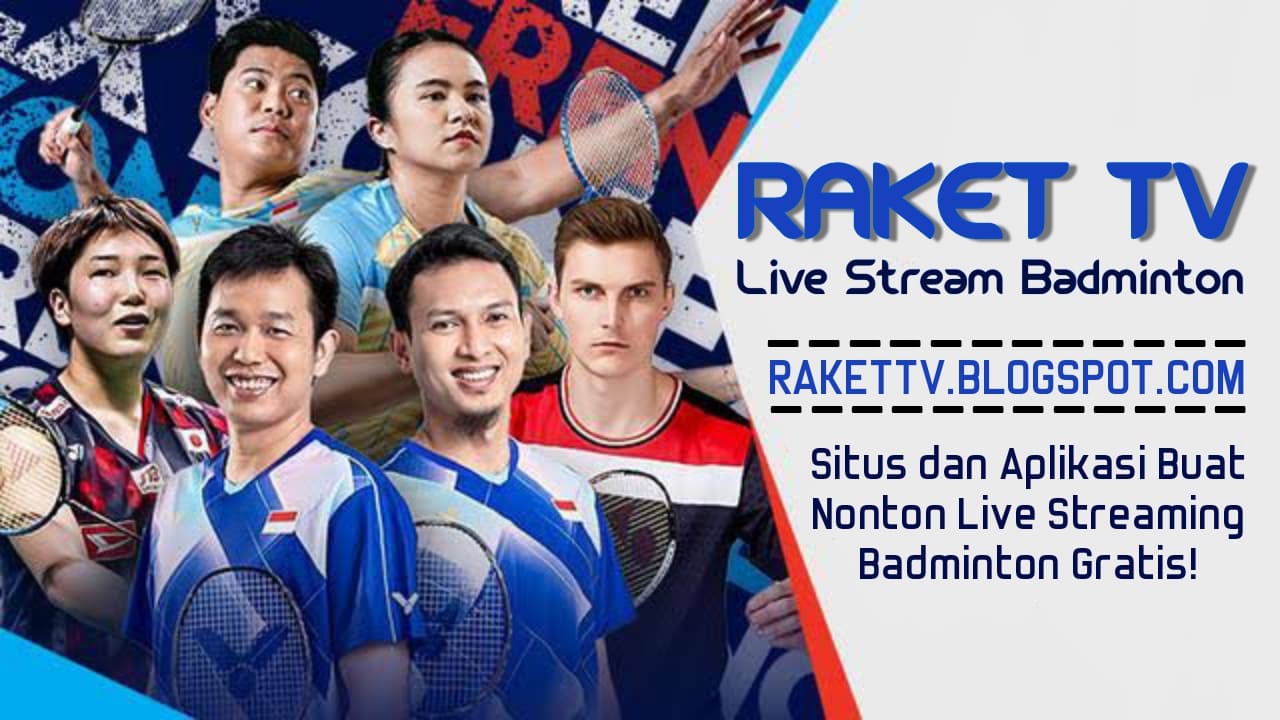 RAKET TV
Live Stream Badminton
RAKETTV.BLOGSPOT.COM
Situs dan Aplikasi Buat
Nonton Live Streaming
Badminton Gratis!